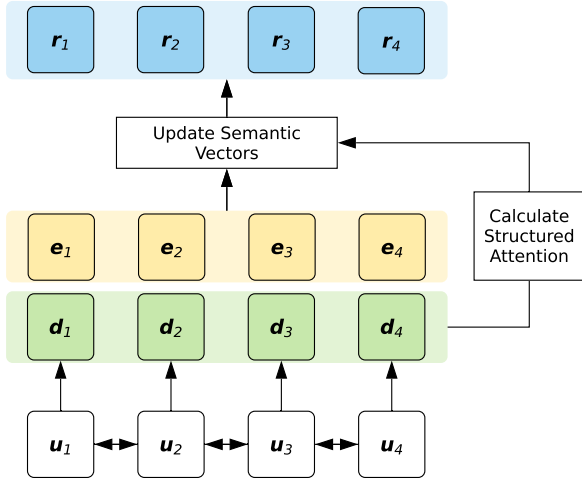 r1 r2 r3 r4
Update Semantic
Vectors
Calculate
Structured
Attention
e1 e2 e3 e4
d1 d2 d3 d4
u1 u2 u3 u4